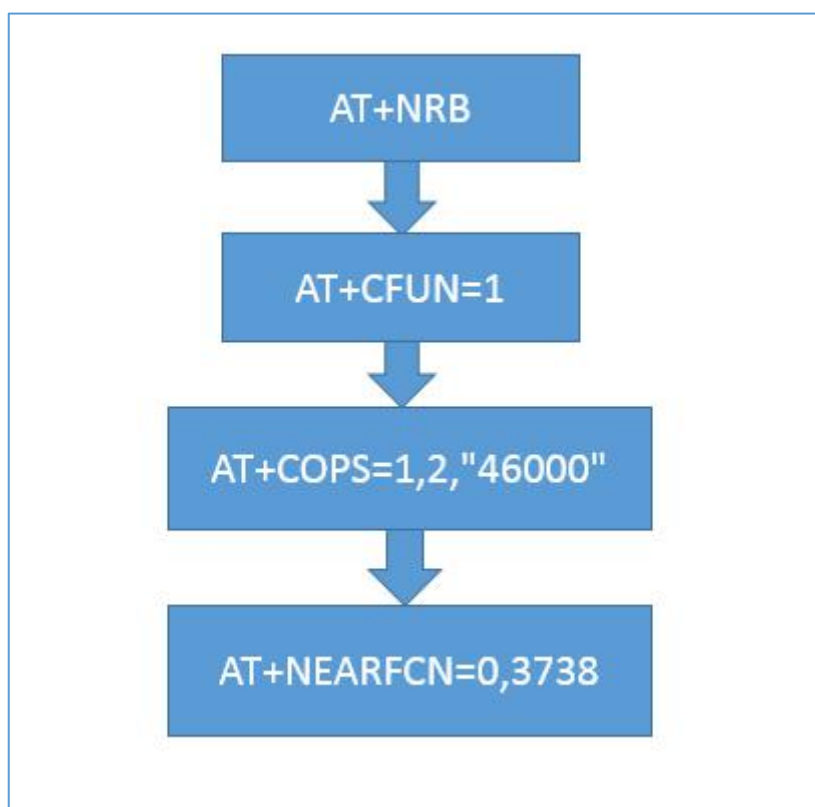 AT+NRB
AT+CFUN=1
AT+COPS=1,2,"46000"
AT+NEARFCN=0,3738